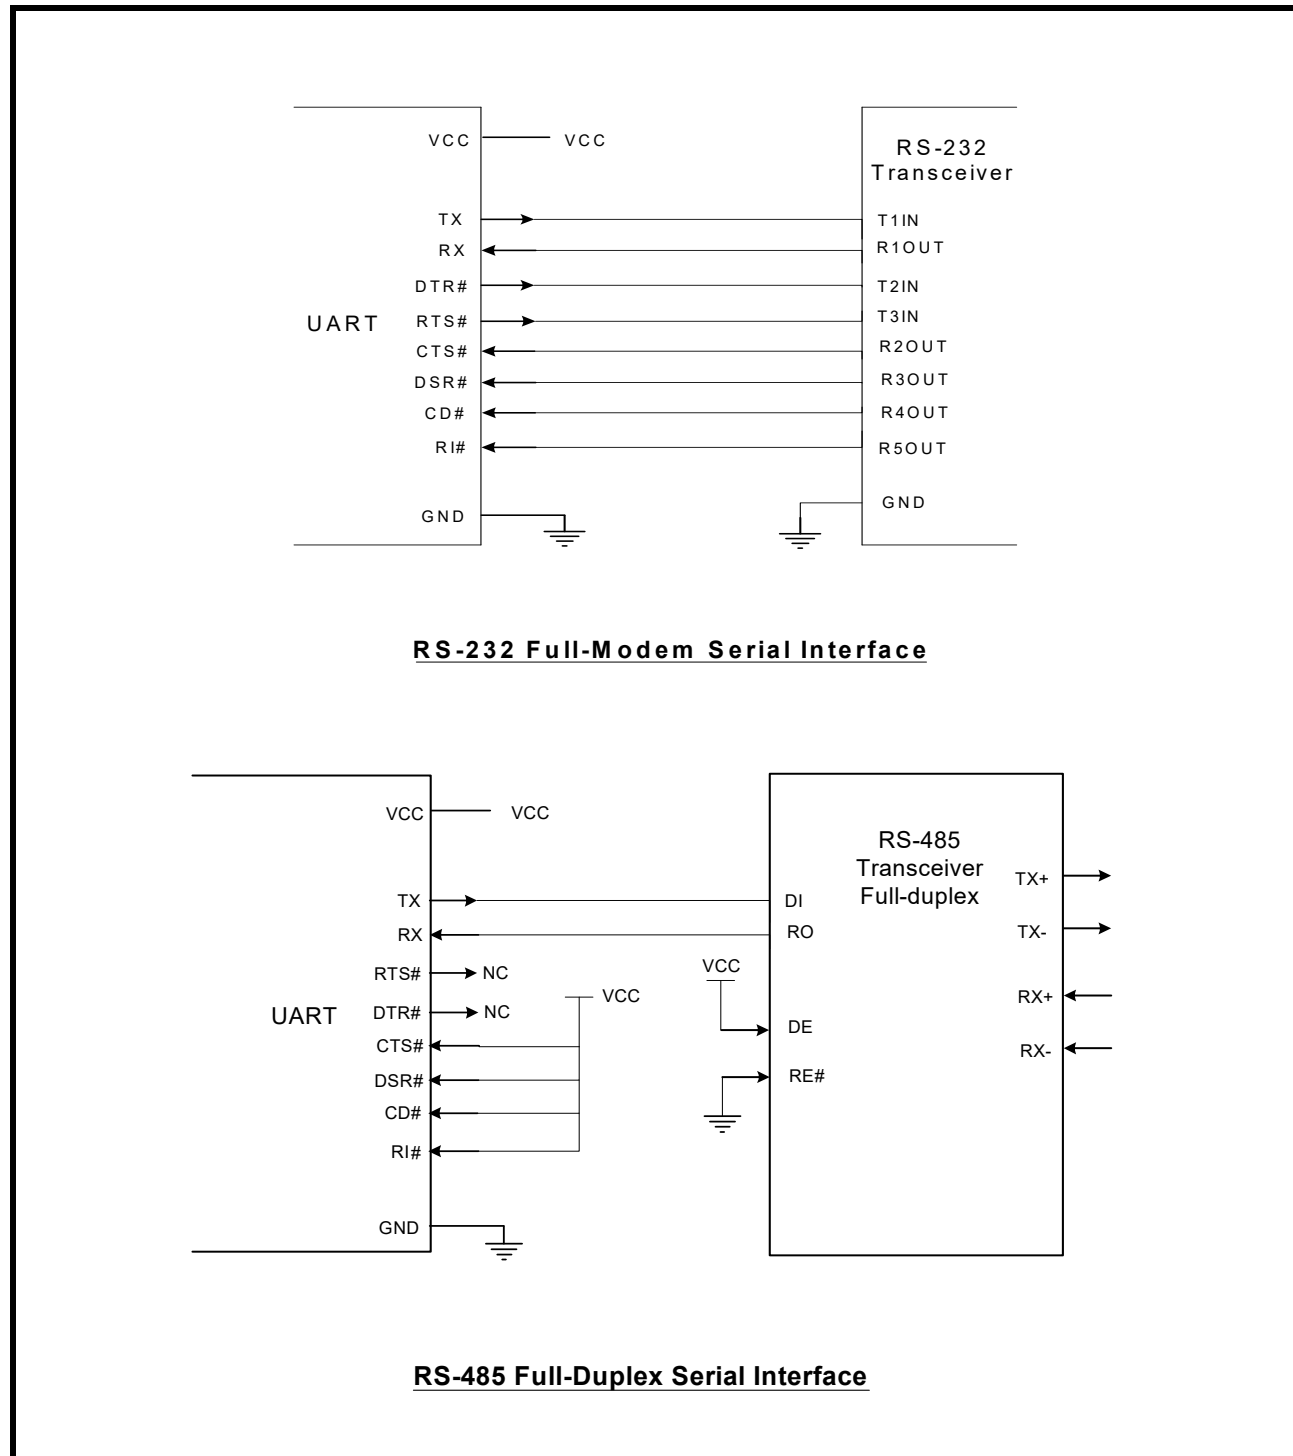 VCC
VCC
RS-232
Transceiver
TX
T1IN
RX
R1OUT
DTR#
T2IN
UART
RTS#
T3IN
CTS#
R2OUT
DSR#
R3OUT
CD#
R4OUT
RI#
R5OUT
GND
GND
RS-232 Full-Modem Serial Interface
VCC
VCC
RS-485
Transceiver
Full-duplex
TX+
TX
DI
RX
RO
TX-
RTS#
NC
VCC
VCC
RX+
UART
DTR#
NC
DE
CTS#
RX-
DSR#
RE#
CD#
RI#
GND
RS-485 Full-Duplex Serial Interface